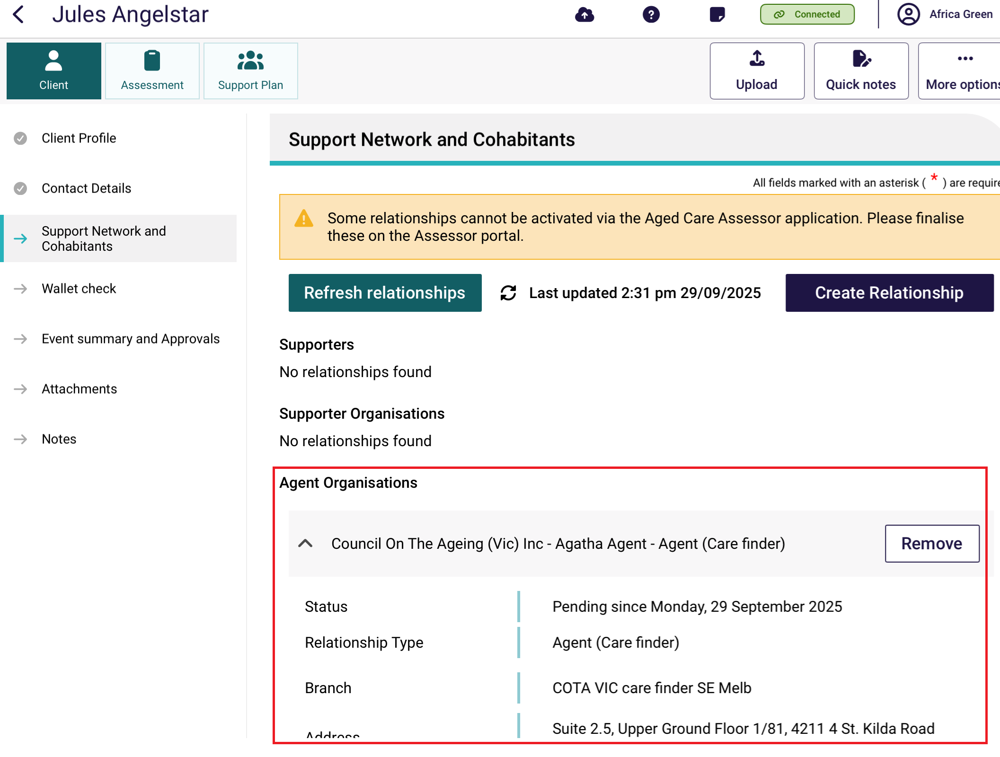 Jules Angelstar
Connected
Africa Green
Client
Assessment
Support Plan
Upload
Quick notes
More options
Client Profile
Contact Details
Support Network and
Cohabitants
Wallet check
Event summary and Approvals
Attachments
Notes
Support Network and Cohabitants
All fields marked with an asterisk ( * ) are require
Some relationships cannot be activated via the Aged Care Assessor application. Please finalise
these on the Assessor portal.
Refresh relationships
Last updated 2:31 pm 29/09/2025
Create Relationship
Supporters
No relationships found
Supporter Organisations
No relationships found
Agent Organisations
Council On The Ageing (Vic) Inc - Agatha Agent - Agent (Care finder)
Remove
Status
Pending since Monday, 29 September 2025
Relationship Type
Agent (Care finder)
Branch
COTA VIC care finder SE Melb
Address
Suite 2.5, Upper Ground Floor 1/81, 4211 4 St. Kilda Road